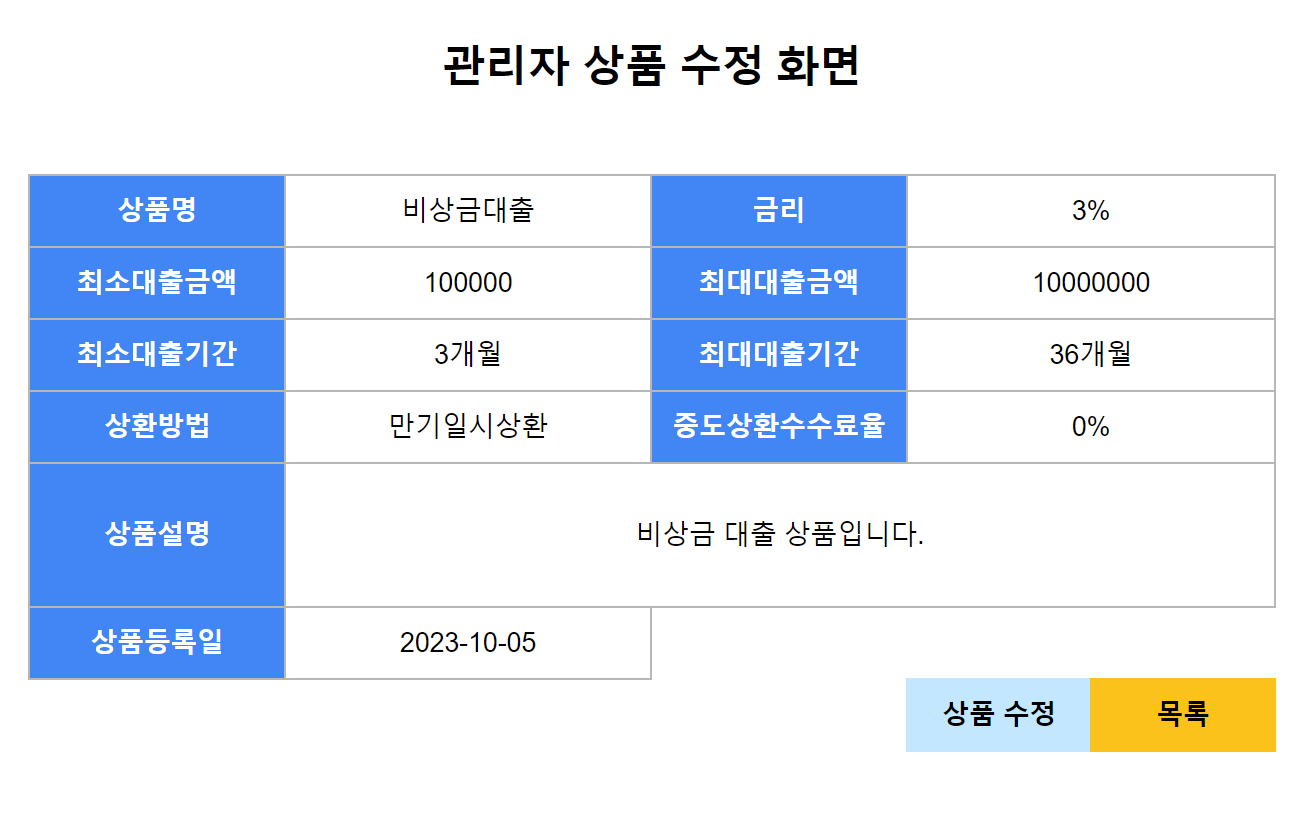 관리자 상품 수정 화면
상품명 비상금대출 금리 3%
최소대출금액 100000 최대대출금액 10000000
최소대출기간 3개월 최대대출기간 36개월
상환방법 만기일시상환 중도상환수수료율 0%
상품설명 비상금 대출 상품입니다.
상품등록일 2023-10-05
상품 수정 목록